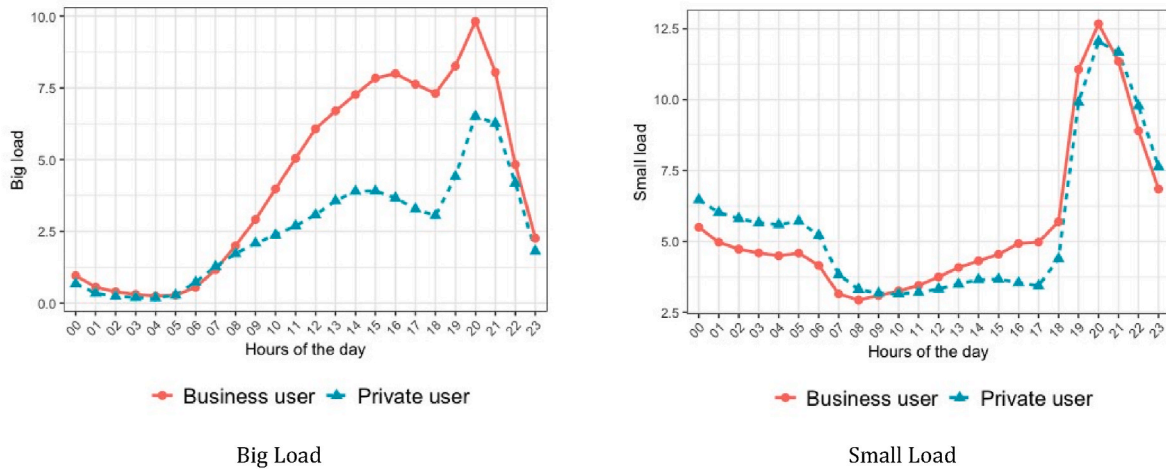 10.0
7.5
5.0
2.5
0.0
Big load
00 01 02 03 04 05 06 07 08 09 10 11 12 13 14 15 16 17 18 19 20 21 22 23
Hours of the day
Business user Private user
Big Load
12.5
10.0
7.5
5.0
2.5
Small load
00 01 02 03 04 05 06 07 08 09 10 11 12 13 14 15 16 17 18 19 20 21 22 23
Hours of the day
Business user Private user
Small Load